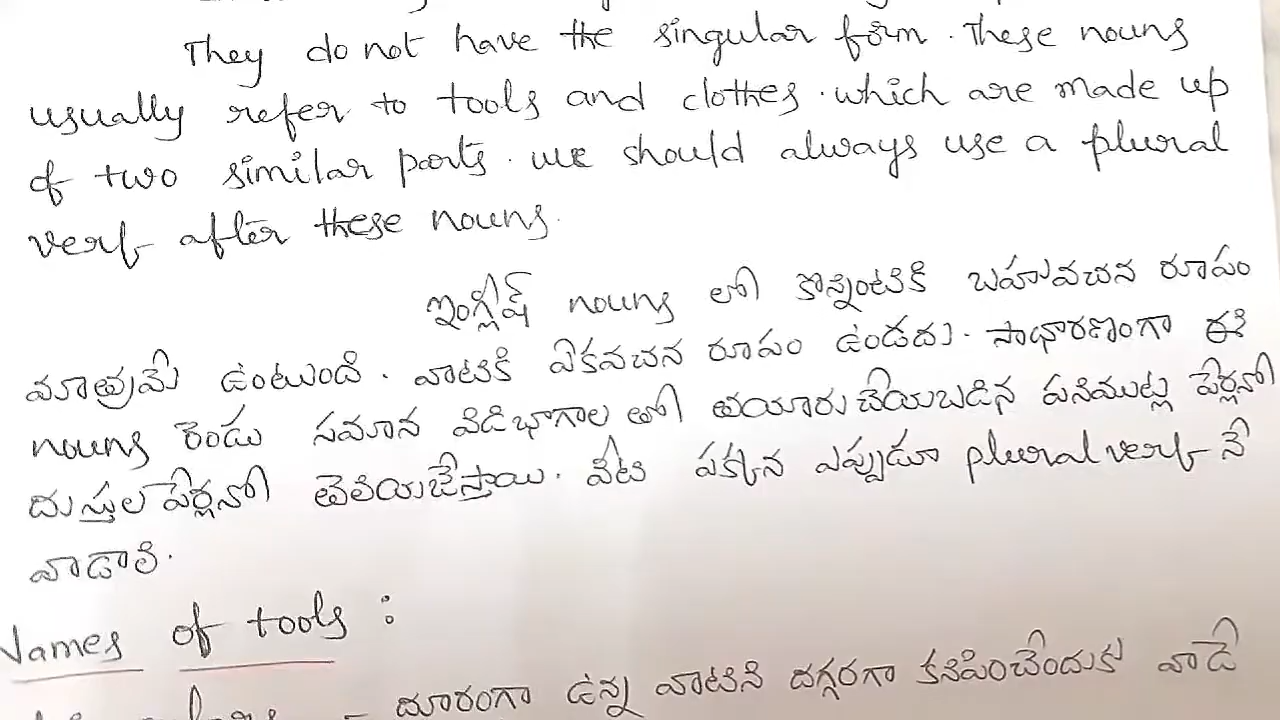 They do not have the singular form. These nouns
usually refer to tools and clothes. which are made up
of two similar parts. we should always use a plural
verb after these nouns.
ఇంగ్లీష్ nouns లో కొన్నింటికి బహువచన రూపం
మాత్రమే ఉంటుంది. వాటికి ఏకవచన రూపం ఉండదు. సాధారణంగా ఈ
nouns రెండు సమాన విడిభాగాల తో తయారుచేయబడిన పనిముట్ల పేర్లనో
దుస్తుల పేర్లనో తెలియజేస్తాయి. వీటి పక్కన ఎప్పుడూ plural verb నే
వాడాలి.
Names of tools :
- దూరంగా ఉన్న వాటిని దగ్గరగా కనిపించేందుకు వాడే